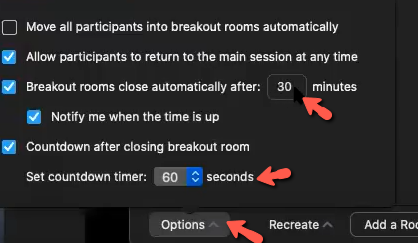 Move all participants into breakout rooms automatically
Allow participants to return to the main session at any time
Breakout rooms close automatically after: 30 minutes
Notify me when the time is up
Countdown after closing breakout room
Set countdown timer: 60 seconds
Options Recreate Add a Roo